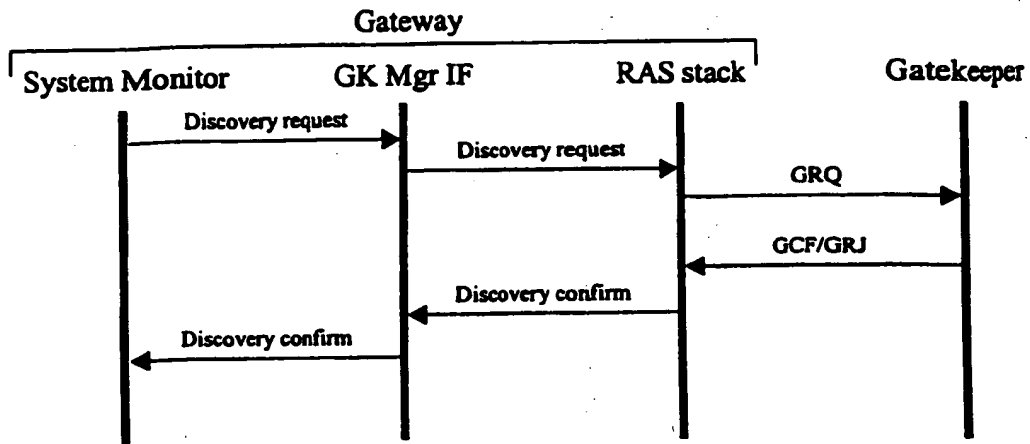 Gateway
System Monitor
GK Mgr IF
RAS stack
Gatekeeper
Discovery request
Discovery request
GRQ
GCF/GRJ
Discovery confirm
Discovery confirm